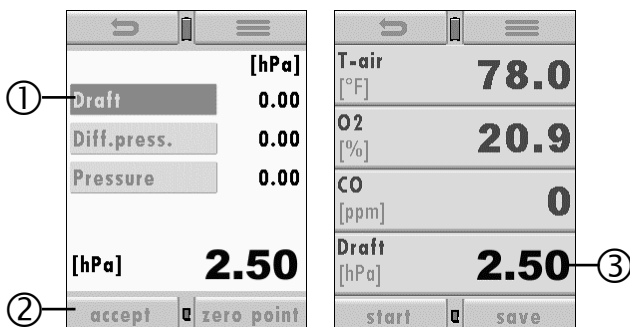 [hPa]
① Draft 0.00
Diff.press. 0.00
Pressure 0.00
[hPa] 2.50
② accept zero point
T-air 78.0
[°F]
O2 20.9
[%]
CO 0
[ppm]
Draft 2.50 ③
[hPa]
start save